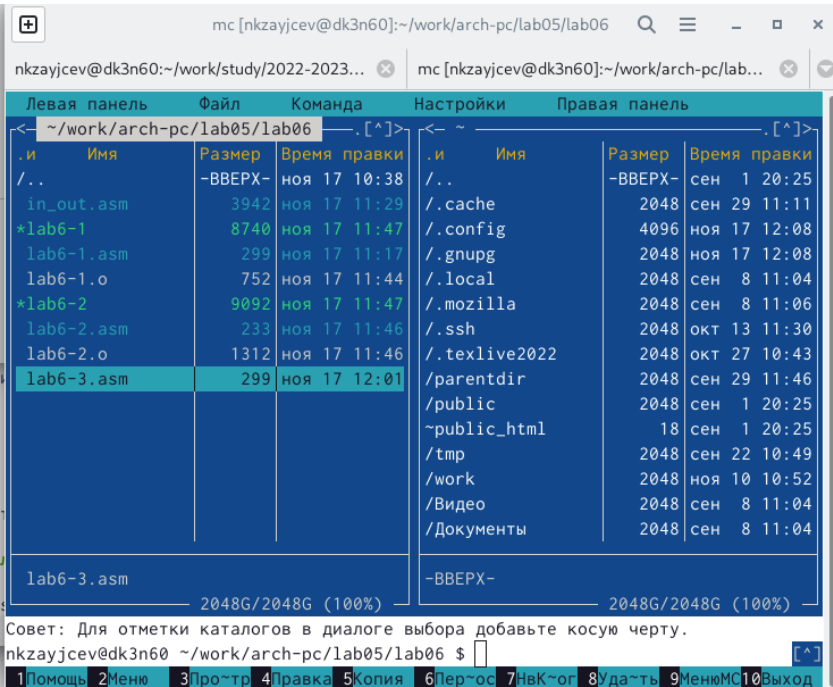 mc [nkzayjcev@dk3n60]:~/work/arch-pc/lab05/lab06
nkzayjcev@dk3n60:~/work/study/2022-2023... mc [nkzayjcev@dk3n60]:~/work/arch-pc/lab...
Левая панель Файл Команда Настройки Правая панель
<— ~/work/arch-pc/lab05/lab06 .[^]> <— ~ .[^]>
.и Имя Размер Время правки .и Имя Размер Время правки
/.. -ВВЕРХ- ноя 17 10:38 /.. -ВВЕРХ- сен 1 20:25
in_out.asm 3942 ноя 17 11:29 /.cache 2048 сен 29 11:11
*lab6-1 8740 ноя 17 11:47 /.config 4096 ноя 17 12:08
lab6-1.asm 299 ноя 17 11:17 /.gnupg 2048 ноя 17 12:08
lab6-1.o 752 ноя 17 11:44 /.local 2048 сен 8 11:04
*lab6-2 9092 ноя 17 11:47 /.mozilla 2048 сен 8 11:06
lab6-2.asm 233 ноя 17 11:46 /.ssh 2048 окт 13 11:30
lab6-2.o 1312 ноя 17 11:46 /.texlive2022 2048 окт 27 10:43
lab6-3.asm 299 ноя 17 12:01 /parentdir 2048 сен 29 11:46
/public 2048 сен 1 20:25
~public_html 18 сен 1 20:25
/tmp 2048 сен 22 10:49
/work 2048 ноя 10 10:52
/Видео 2048 сен 8 11:04
/Документы 2048 сен 8 11:04
lab6-3.asm -ВВЕРХ-
2048G/2048G (100%) 2048G/2048G (100%)
Совет: Для отметки каталогов в диалоге выбора добавьте косую черту.
nkzayjcev@dk3n60 ~/work/arch-pc/lab05/lab06 $ [^]
1Помощь 2Меню 3Про~тр 4Правка 5Копия 6Пер~ос 7НвК~ог 8Уда~ть 9МенюMC 10Выход